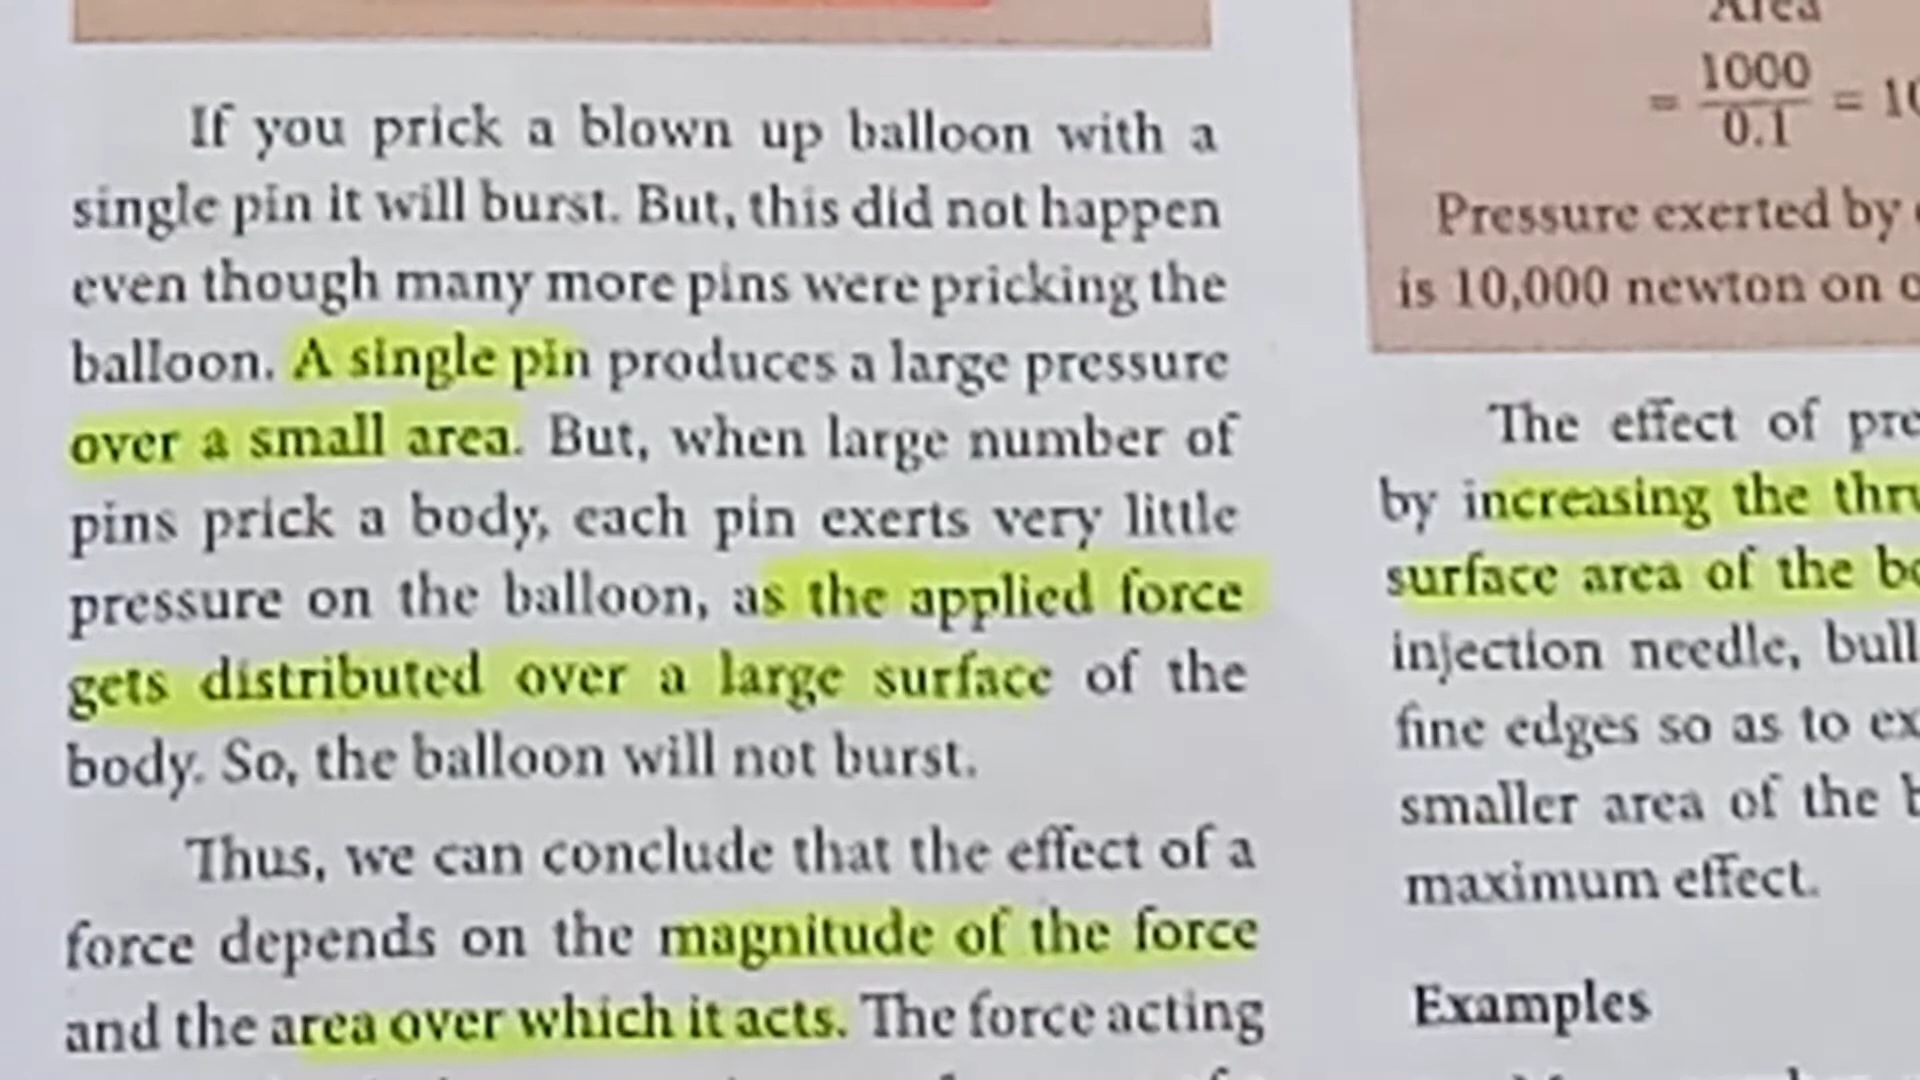 If you prick a blown up balloon with a
single pin it will burst. But, this did not happen
even though many more pins were pricking the
balloon. A single pin produces a large pressure
over a small area. But, when large number of
pins prick a body, each pin exerts very little
pressure on the balloon, as the applied force
gets distributed over a large surface of the
body. So, the balloon will not burst.
Thus, we can conclude that the effect of a
force depends on the magnitude of the force
and the area over which it acts. The force acting
Area
= 1000/0.1 = 10
Pressure exerted by
is 10,000 newton on
The effect of pre
by increasing the thru
surface area of the bo
injection needle, bull
fine edges so as to ex
smaller area of the b
maximum effect.
Examples